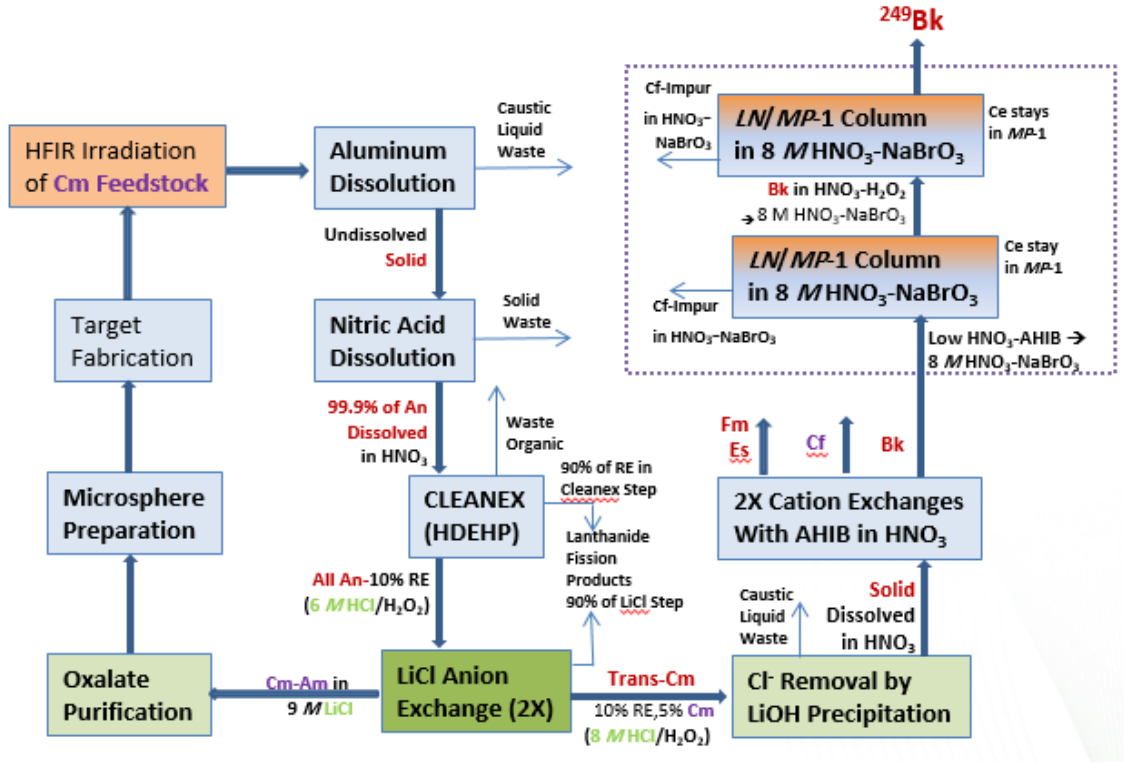 HFIR Irradiation
of Cm Feedstock
Target
Fabrication
Microsphere
Preparation
Oxalate
Purification
Aluminum
Dissolution
Caustic
Liquid
Waste
Undissolved
Solid
Nitric Acid
Dissolution
Solid
Waste
99.9% of An
Dissolved
in HNO₃
Waste
Organic
CLEANEX
(HDEHP)
90% of RE in
Cleanex Step
Lanthanide
Fission
Products
90% of LiCl Step
All An-10% RE
(6 M HCl/H₂O₂)
LiCl Anion
Exchange (2X)
Cm-Am in
9 M LiCl
Trans-Cm
10% RE,5% Cm
(8 M HCl/H₂O₂)
Cl⁻ Removal by
LiOH Precipitation
Caustic
Liquid
Waste
Solid
Dissolved
in HNO₃
2X Cation Exchanges
With AHIB in HNO₃
Fm
Es
Cf
Bk
Low HNO₃-AHIB →
8 M HNO₃-NaBrO₃
LN/MP-1 Column
in 8 M HNO₃-NaBrO₃
Ce stay
in MP-1
Cf-Impur
in HNO₃–NaBrO₃
Bk in HNO₃-H₂O₂
→ 8 M HNO₃-NaBrO₃
LN/MP-1 Column
in 8 M HNO₃-NaBrO₃
Cf-Impur
in HNO₃–
NaBrO₃
Ce stays
in MP-1
²⁴⁹Bk